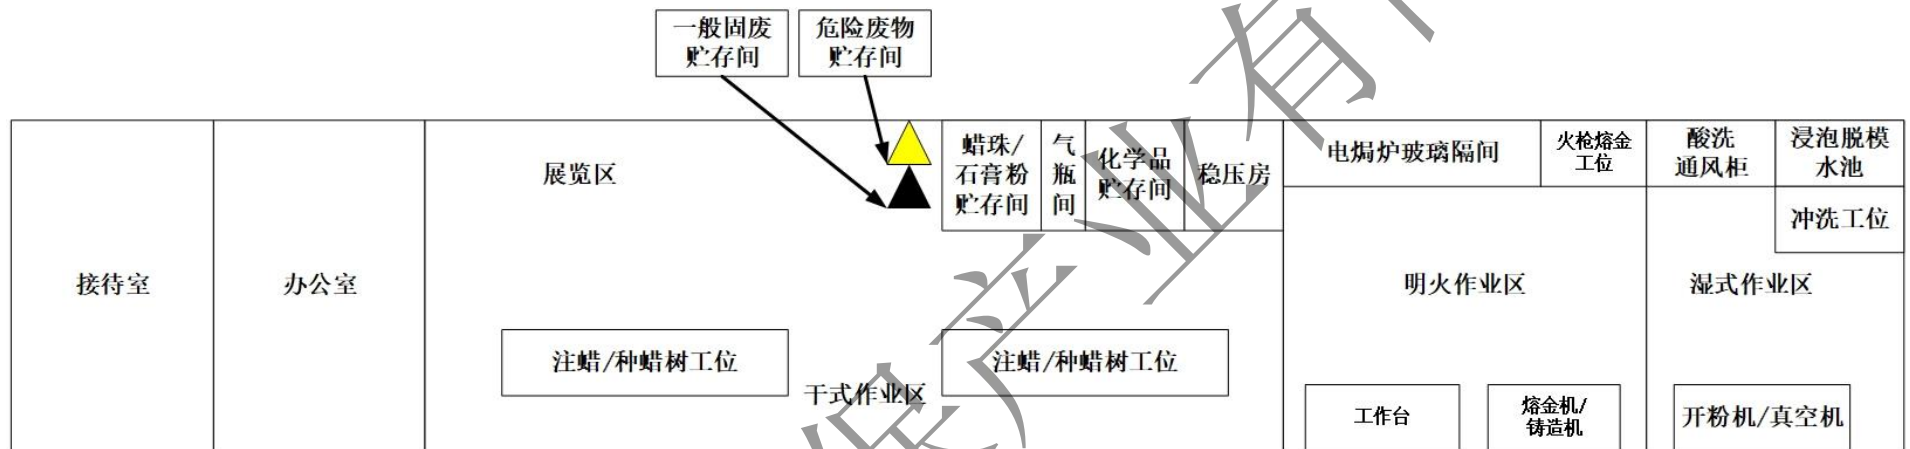 一般固废
贮存间
危险废物
贮存间
展览区
蜡珠/
石膏粉
贮存间
气
瓶
间
化学品
贮存间
稳压房
电焗炉玻璃隔间
火枪熔金
工位
酸洗
通风柜
浸泡脱模
水池
冲洗工位
接待室
办公室
明火作业区
湿式作业区
注蜡/种蜡树工位
注蜡/种蜡树工位
干式作业区
工作台
熔金机/
铸造机
开粉机/真空机
保产业有